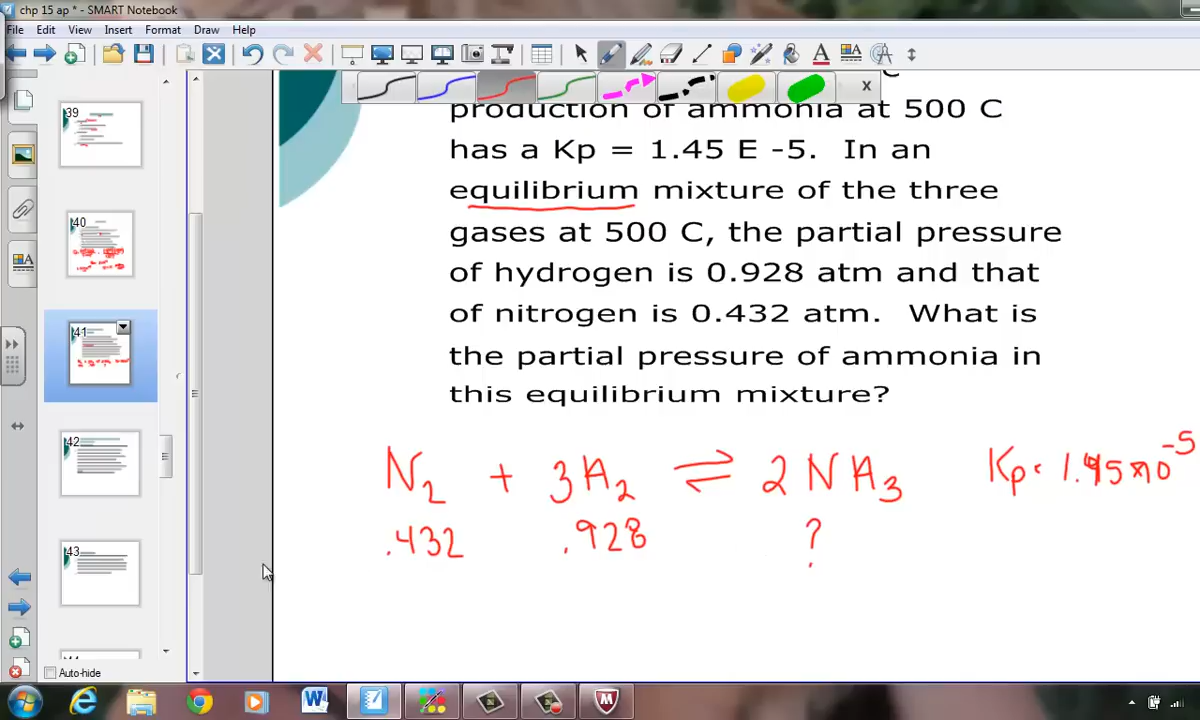 chp 15 ap * - SMART Notebook
File Edit View Insert Format Draw Help
production of ammonia at 500 C
has a Kp = 1.45 E -5. In an
equilibrium mixture of the three
gases at 500 C, the partial pressure
of hydrogen is 0.928 atm and that
of nitrogen is 0.432 atm. What is
the partial pressure of ammonia in
this equilibrium mixture?
N2 + 3H2 ⇌ 2NH3 Kp = 1.45x10^-5
.432 .928 ?
39
40
41
42
43
Auto-hide